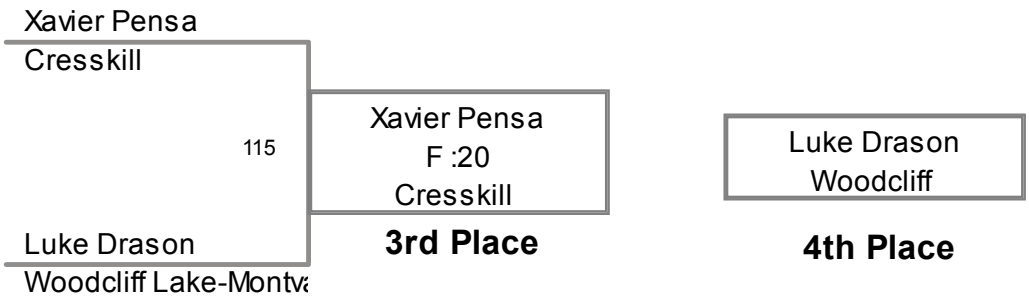 Xavier Pensa
Cresskill
115
Xavier Pensa
F :20
Cresskill
3rd Place
Luke Drason
Woodcliff
4th Place
Luke Drason
Woodcliff Lake-Montva